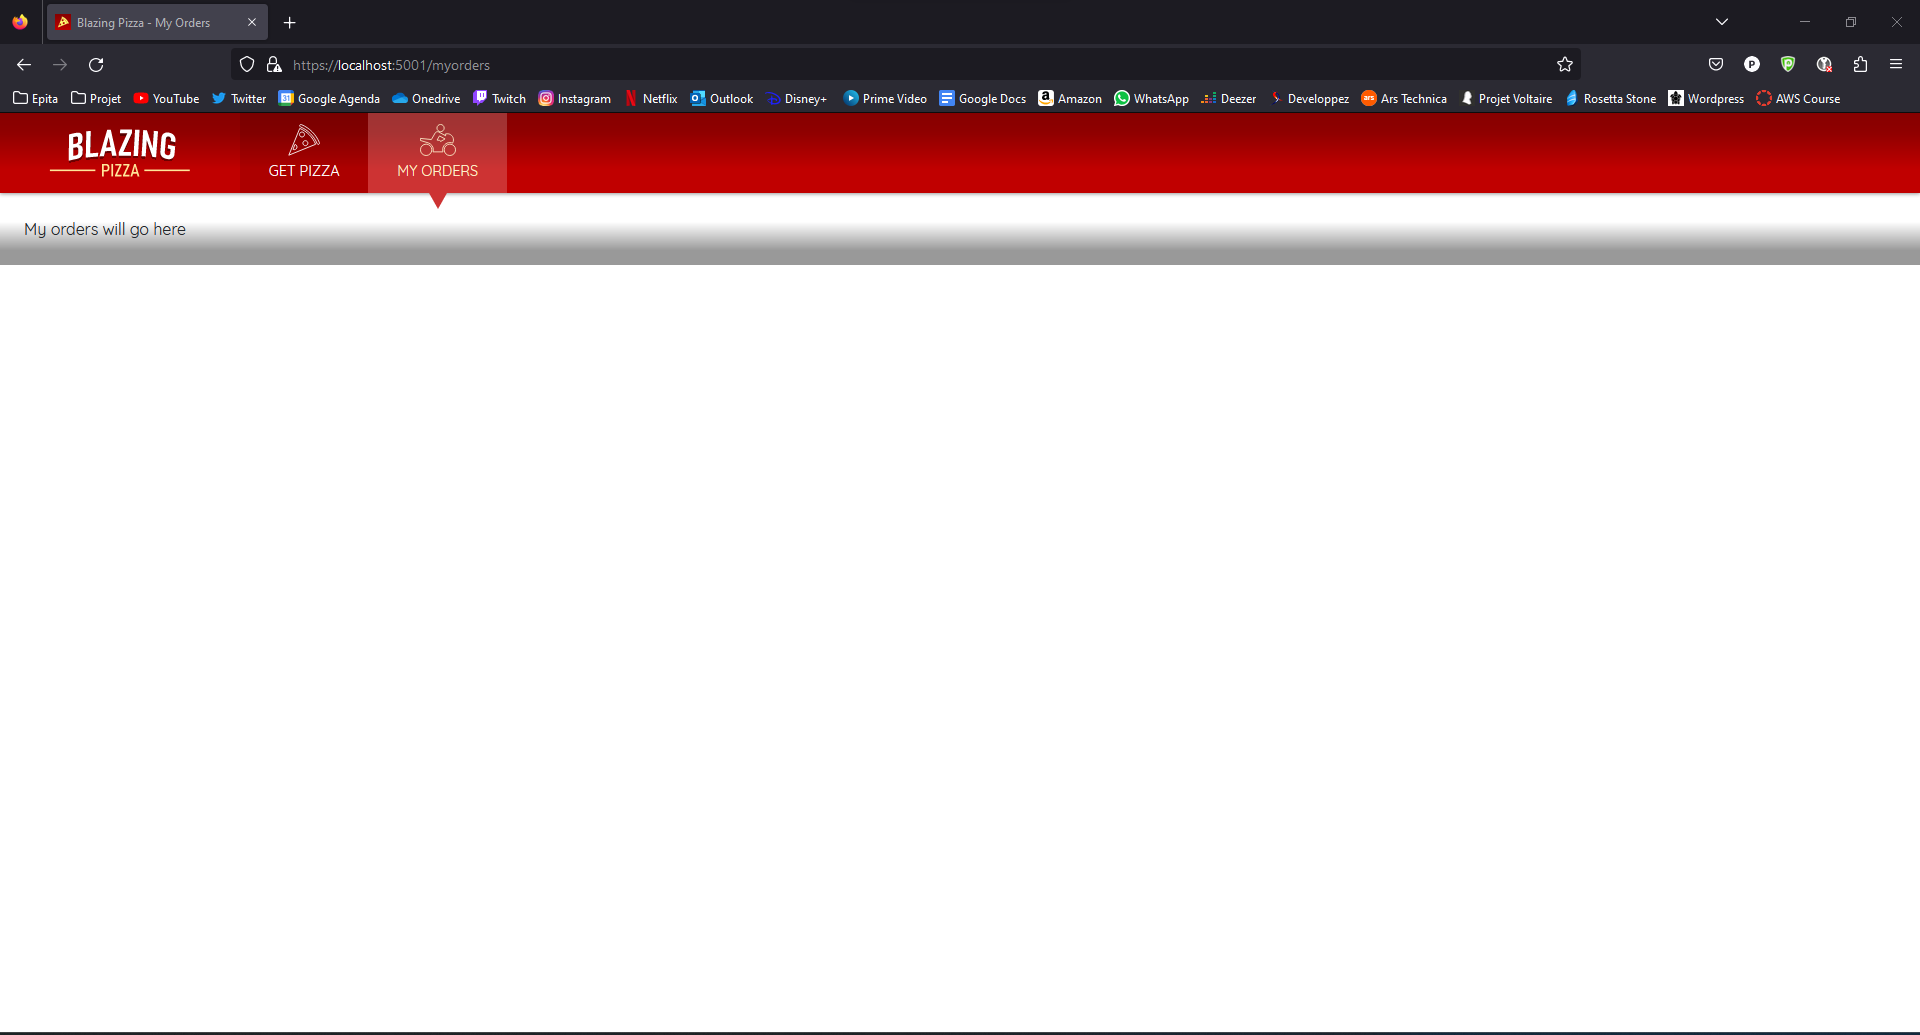 Blazing Pizza - My Orders
https://localhost:5001/myorders
Epita Projet YouTube Twitter Google Agenda Onedrive Twitch Instagram Netflix Outlook Disney+ Prime Video Google Docs Amazon WhatsApp Deezer Developpez Ars Technica Projet Voltaire Rosetta Stone Wordpress AWS Course
BLAZING
PIZZA
GET PIZZA
MY ORDERS
My orders will go here